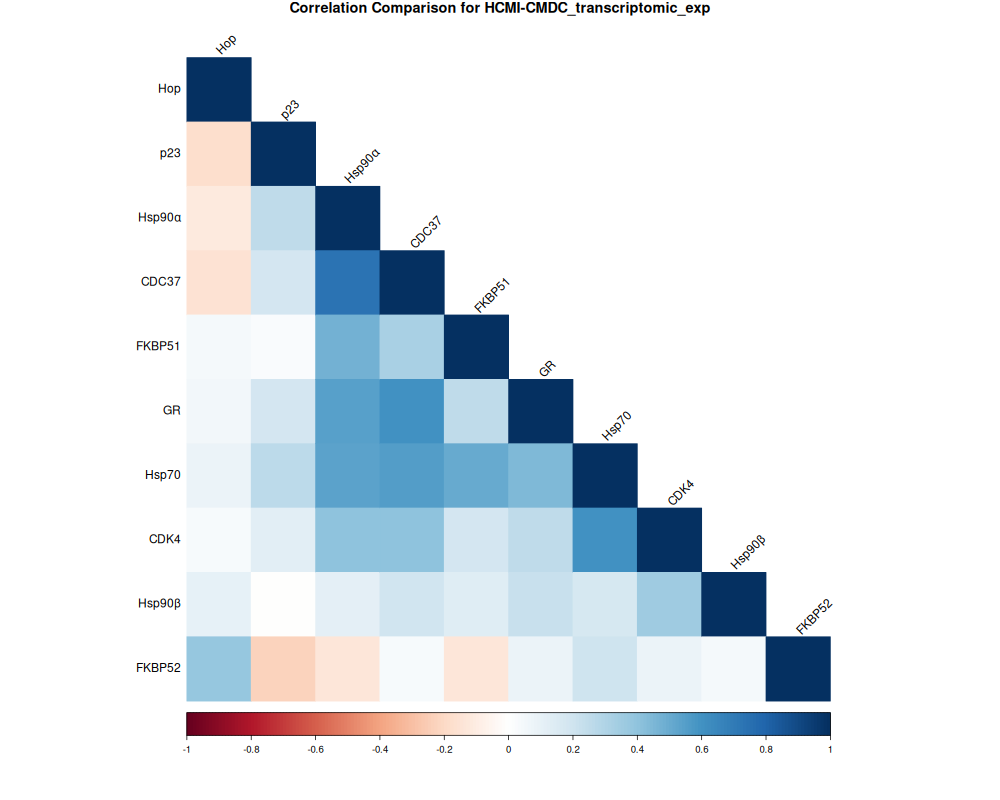 Correlation Comparison for HCMI-CMDC_transcriptomic_exp
Hop
Hop
p23
p23
Hsp90α
Hsp90α
CDC37
CDC37
FKBP51
FKBP51
GR
GR
Hsp70
Hsp70
CDK4
CDK4
Hsp90β
Hsp90β
FKBP52
FKBP52
-1 -0.8 -0.6 -0.4 -0.2 0 0.2 0.4 0.6 0.8 1